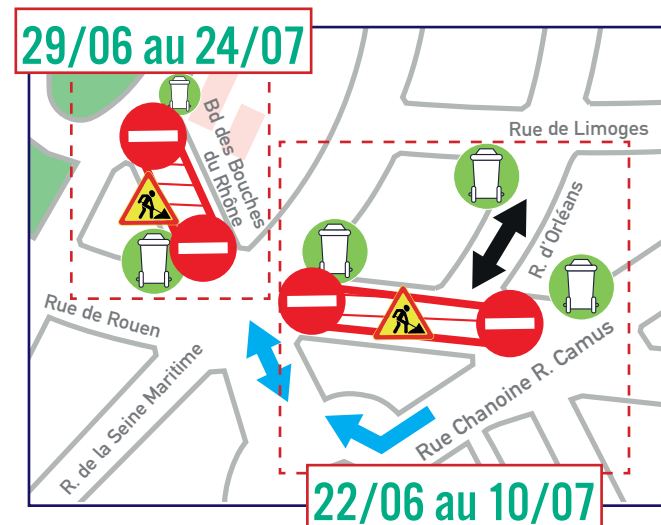 29/06 au 24/07
Bd des Bouches
du Rhône
Rue de Limoges
R. d'Orléans
Rue de Rouen
R. de la Seine Maritime
Rue Chanoine R. Camus
22/06 au 10/07